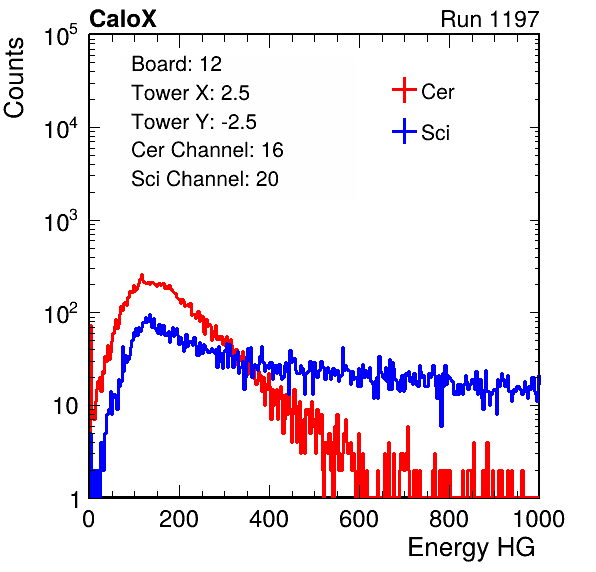 CaloX Run 1197
Counts
10^5
10^4
10^3
10^2
10
1
Board: 12
Tower X: 2.5
Tower Y: -2.5
Cer Channel: 16
Sci Channel: 20
Cer
Sci
0 200 400 600 800 1000
Energy HG